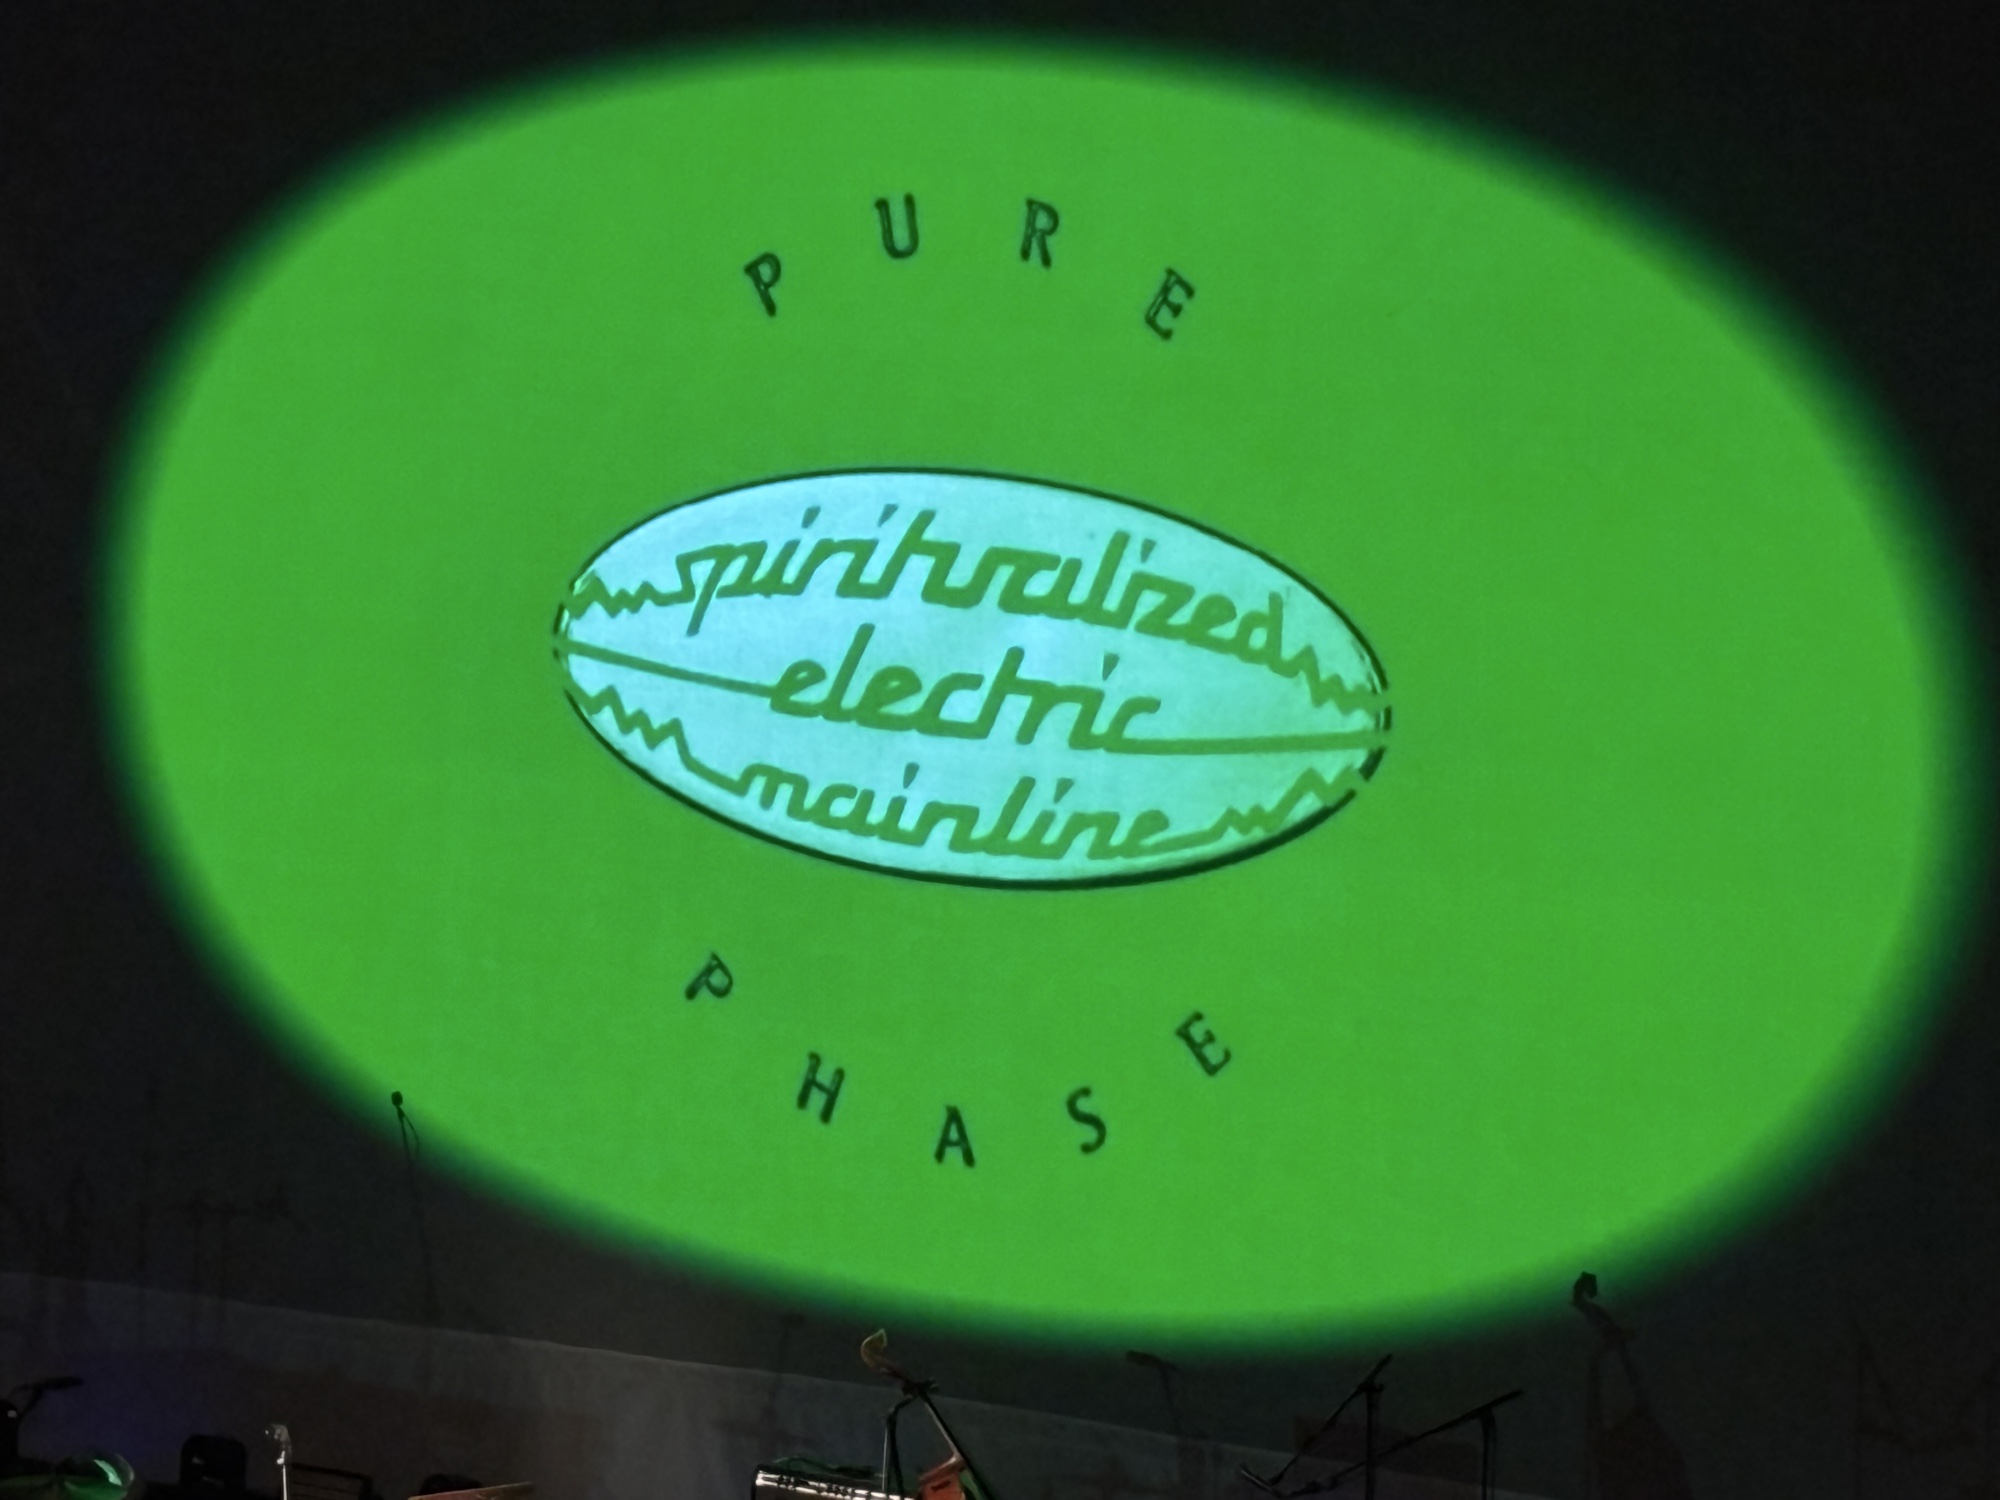 PURE
spiritualized
electric
mainline
PHASE